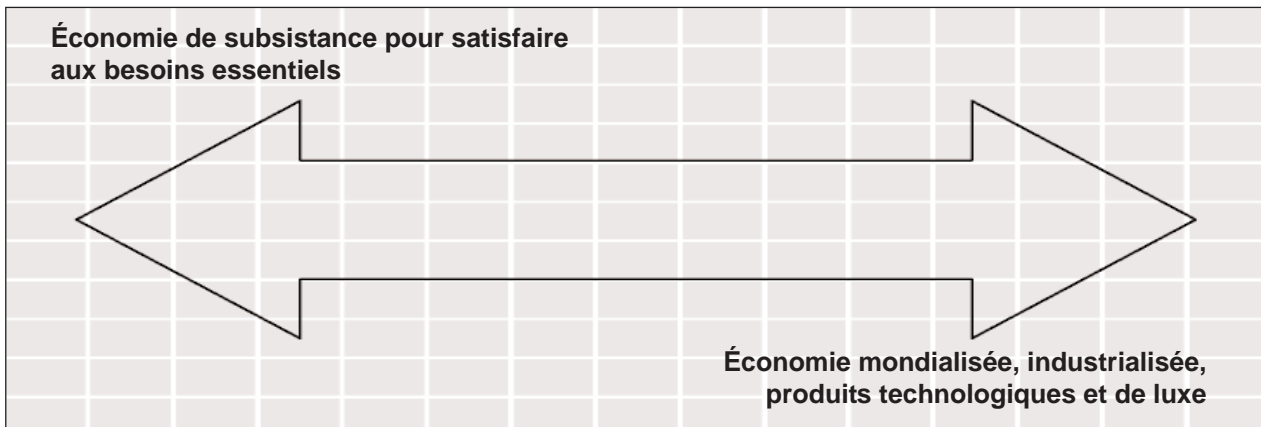 Économie de subsistance pour satisfaire
aux besoins essentiels
Économie mondialisée, industrialisée,
produits technologiques et de luxe